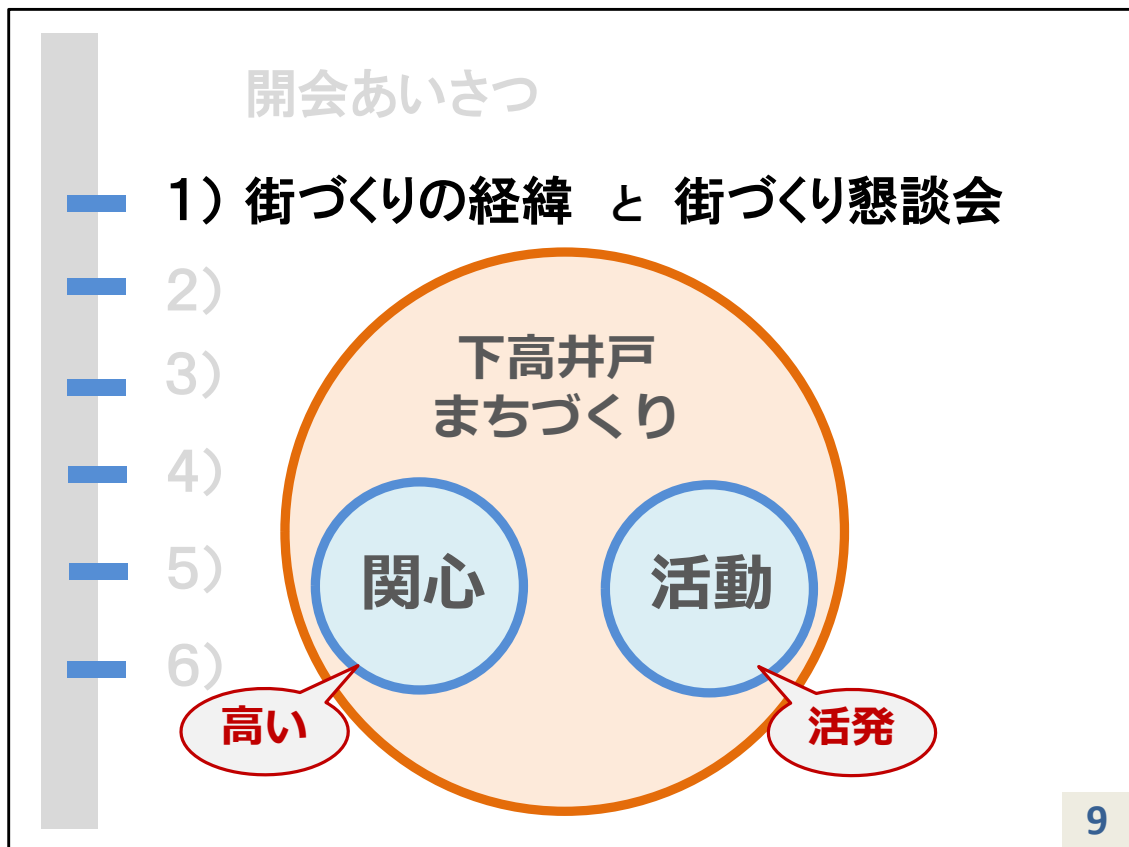 開会あいさつ
1） 街づくりの経緯 と 街づくり懇談会
2）
3）
4）
5）
6）
下高井戸
まちづくり
関心
活動
高い
活発
9